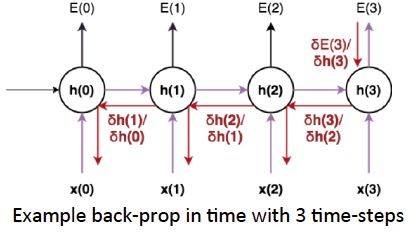 E(0) E(1) E(2) E(3)
δE(3)/
δh(3)
h(0) h(1) h(2) h(3)
δh(1)/ δh(2)/ δh(3)/
δh(0) δh(1) δh(2)
x(0) x(1) x(2) x(3)
Example back-prop in time with 3 time-steps